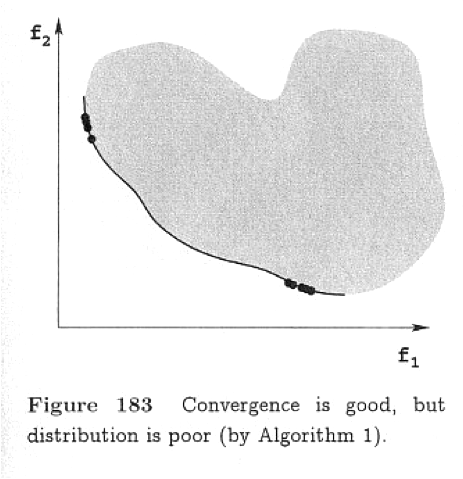 f2
f1
Figure 183 Convergence is good, but
distribution is poor (by Algorithm 1).